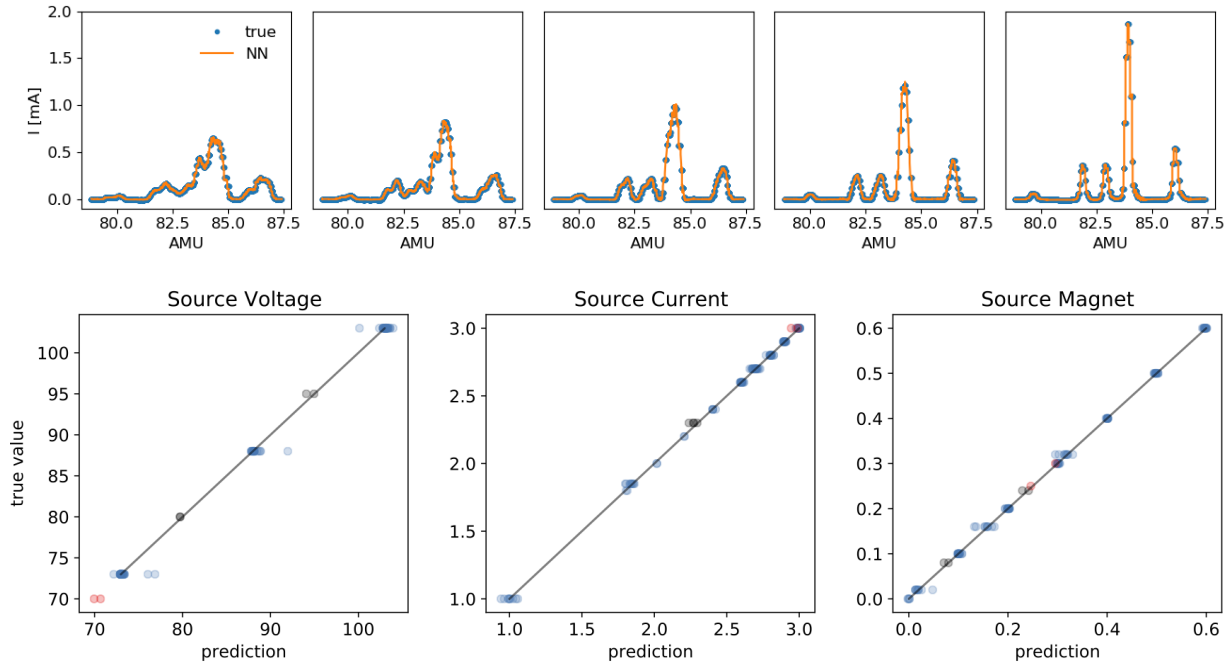 2.0
1.5
1.0
0.5
0.0
I [mA]
true
NN
80.0 82.5 85.0 87.5
AMU
80.0 82.5 85.0 87.5
AMU
80.0 82.5 85.0 87.5
AMU
80.0 82.5 85.0 87.5
AMU
80.0 82.5 85.0 87.5
AMU
Source Voltage
100
95
90
85
80
75
70
true value
70 80 90 100
prediction
Source Current
3.0
2.5
2.0
1.5
1.0
1.0 1.5 2.0 2.5 3.0
prediction
Source Magnet
0.6
0.5
0.4
0.3
0.2
0.1
0.0
0.0 0.2 0.4 0.6
prediction